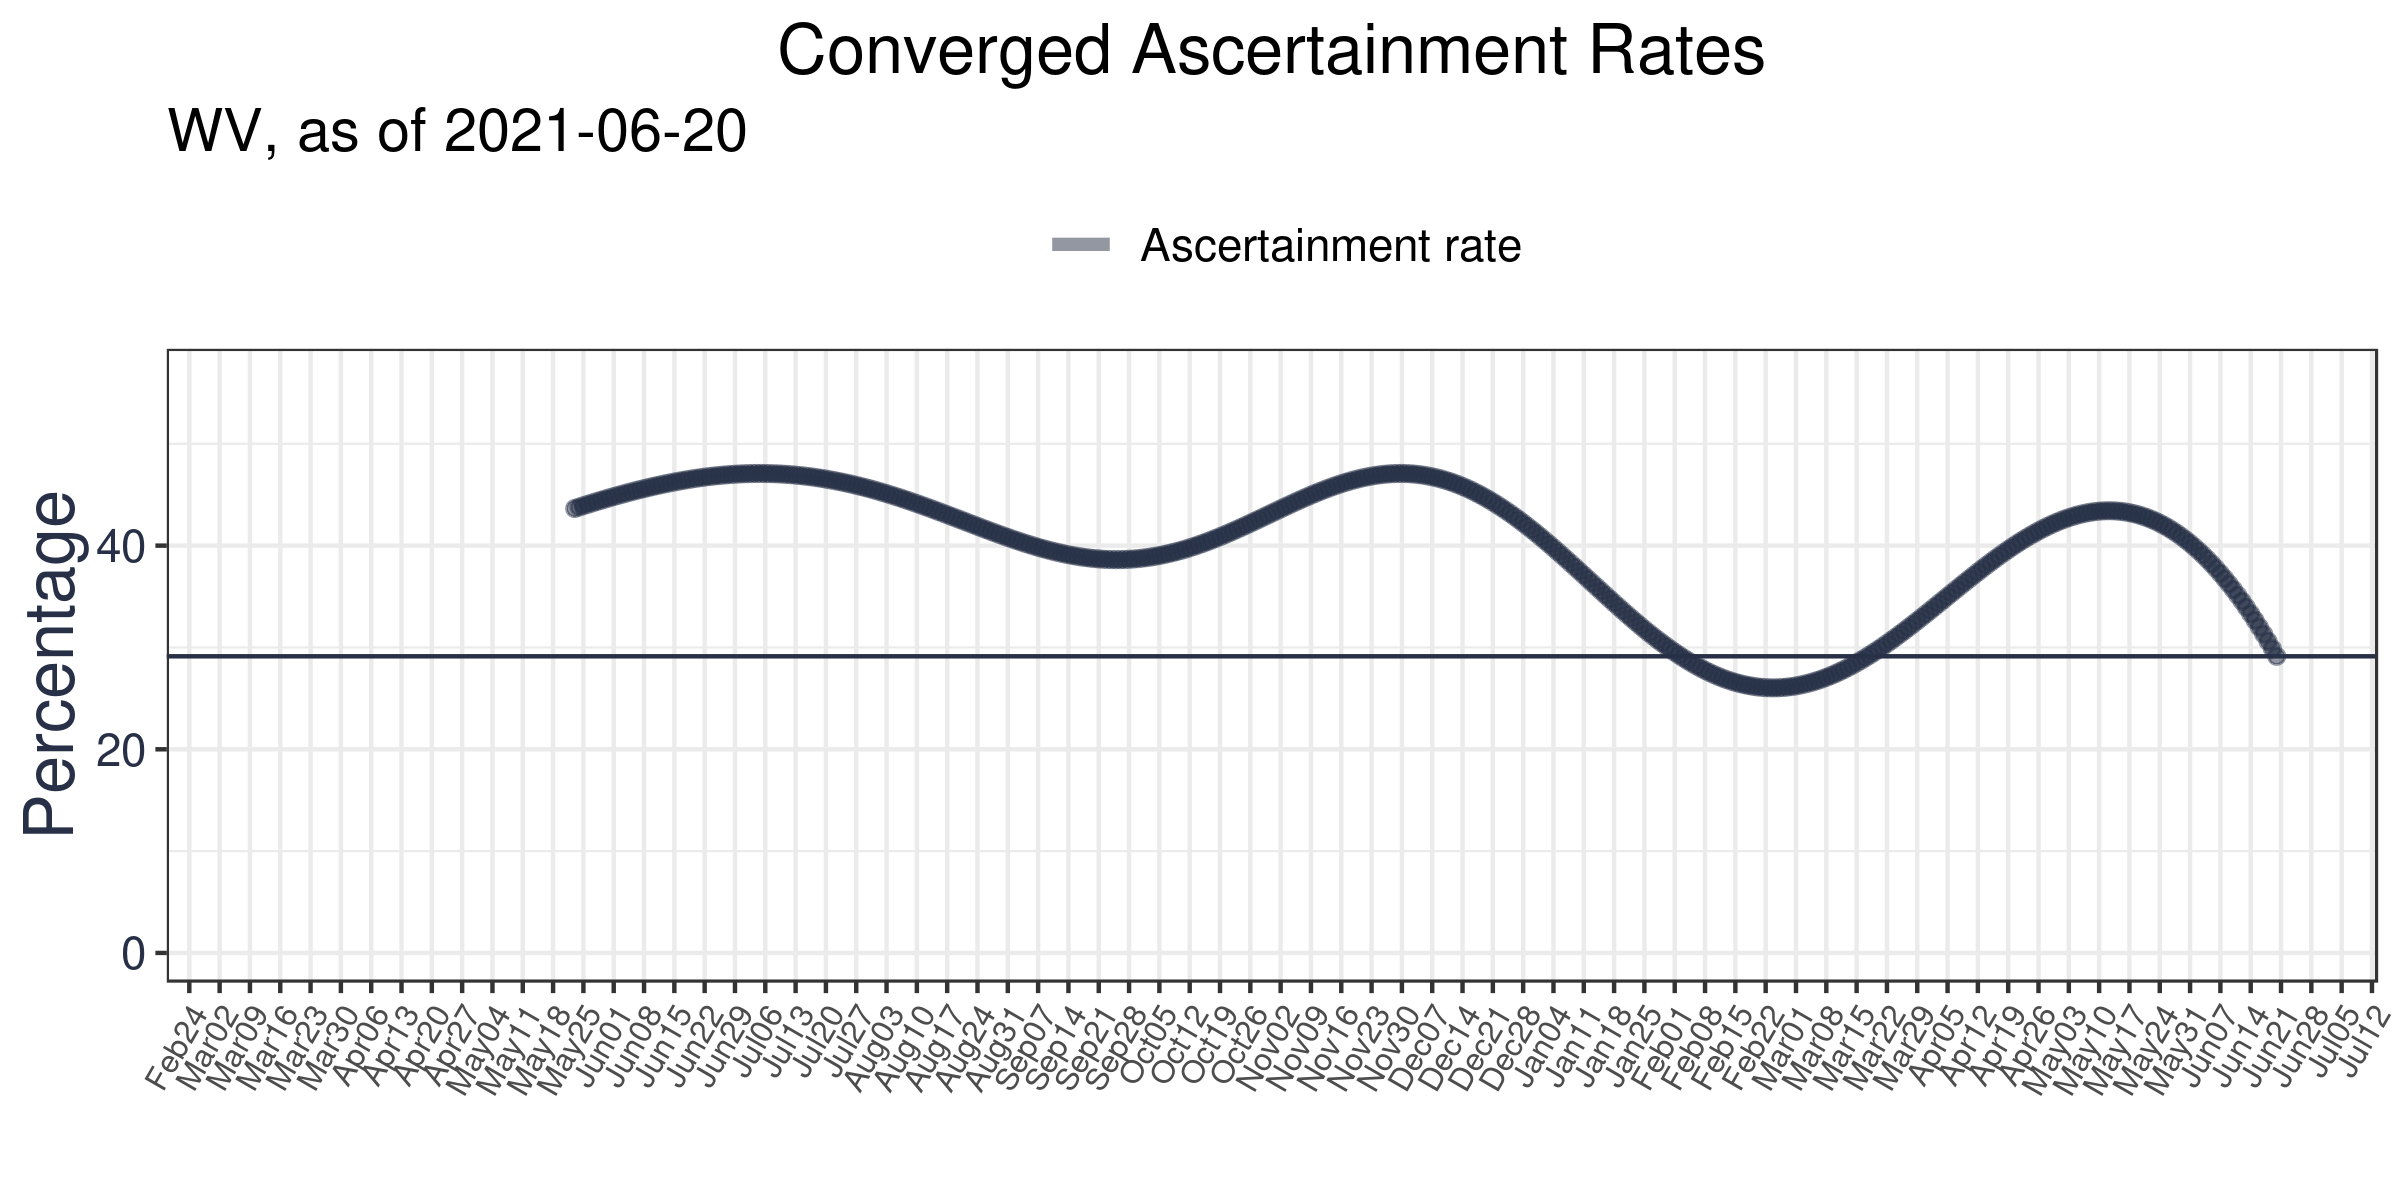 Converged Ascertainment Rates
WV, as of 2021-06-20
Ascertainment rate
Percentage
40
20
0
Feb24
Mar02
Mar09
Mar16
Mar23
Mar30
Apr06
Apr13
Apr20
Apr27
May04
May11
May18
May25
Jun01
Jun08
Jun15
Jun22
Jun29
Jul06
Jul13
Jul20
Jul27
Aug03
Aug10
Aug17
Aug24
Aug31
Sep07
Sep14
Sep21
Sep28
Oct05
Oct12
Oct19
Oct26
Nov02
Nov09
Nov16
Nov23
Nov30
Dec07
Dec14
Dec21
Dec28
Jan04
Jan11
Jan18
Jan25
Feb01
Feb08
Feb15
Feb22
Mar01
Mar08
Mar15
Mar22
Mar29
Apr05
Apr12
Apr19
Apr26
May03
May10
May17
May24
May31
Jun07
Jun14
Jun21
Jun28
Jul05
Jul12